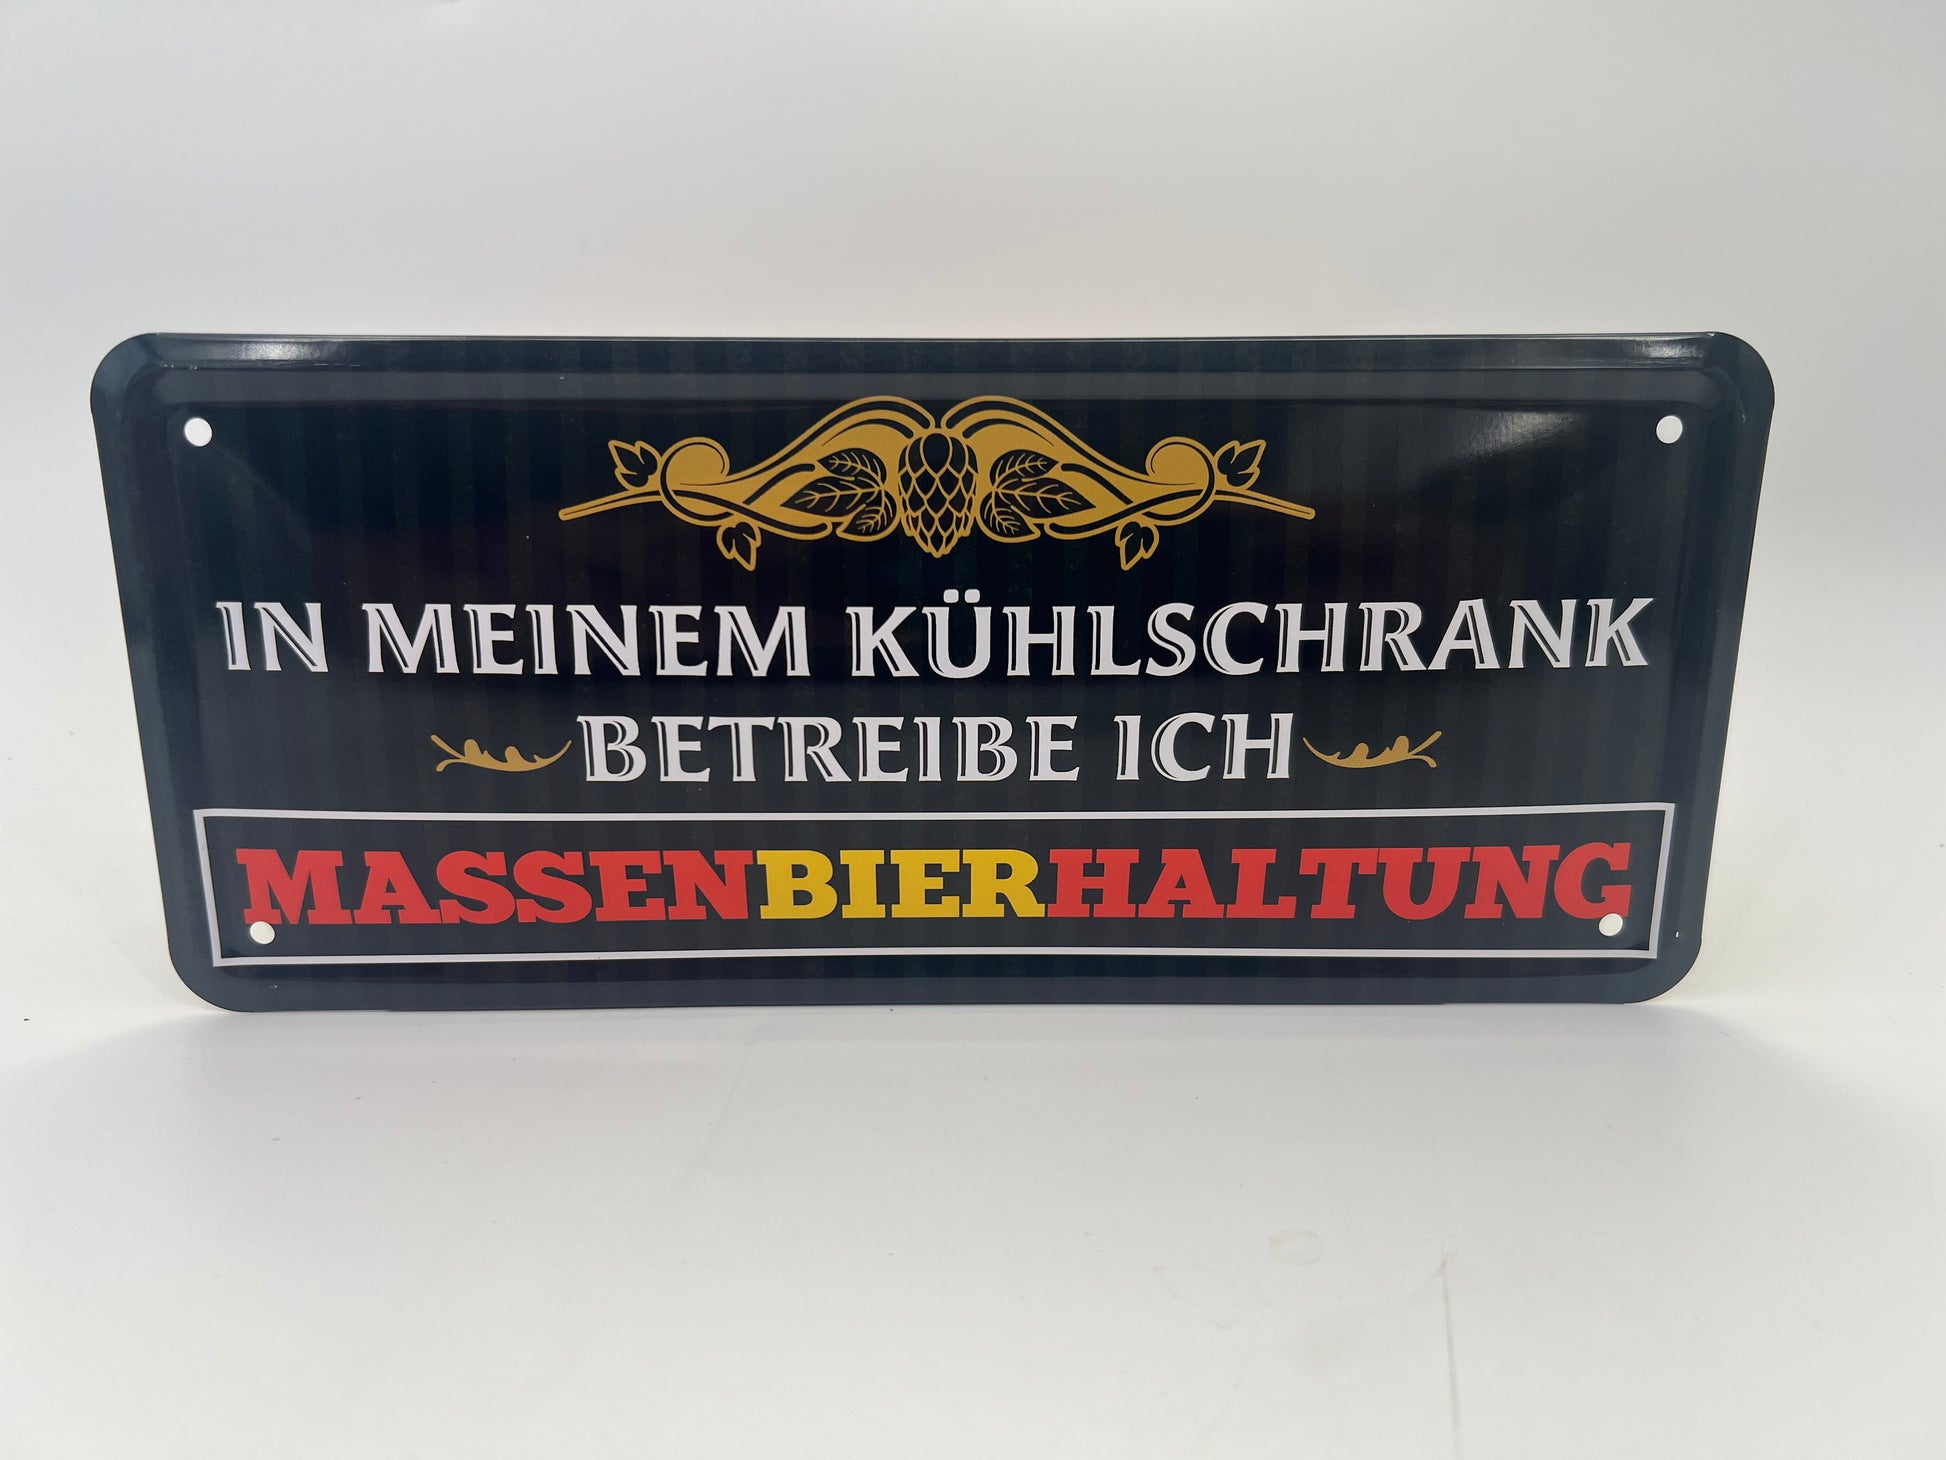 IN MEINEM KÜHLSCHRANK
BETREIBE ICH
MASSENBIERHALTUNG